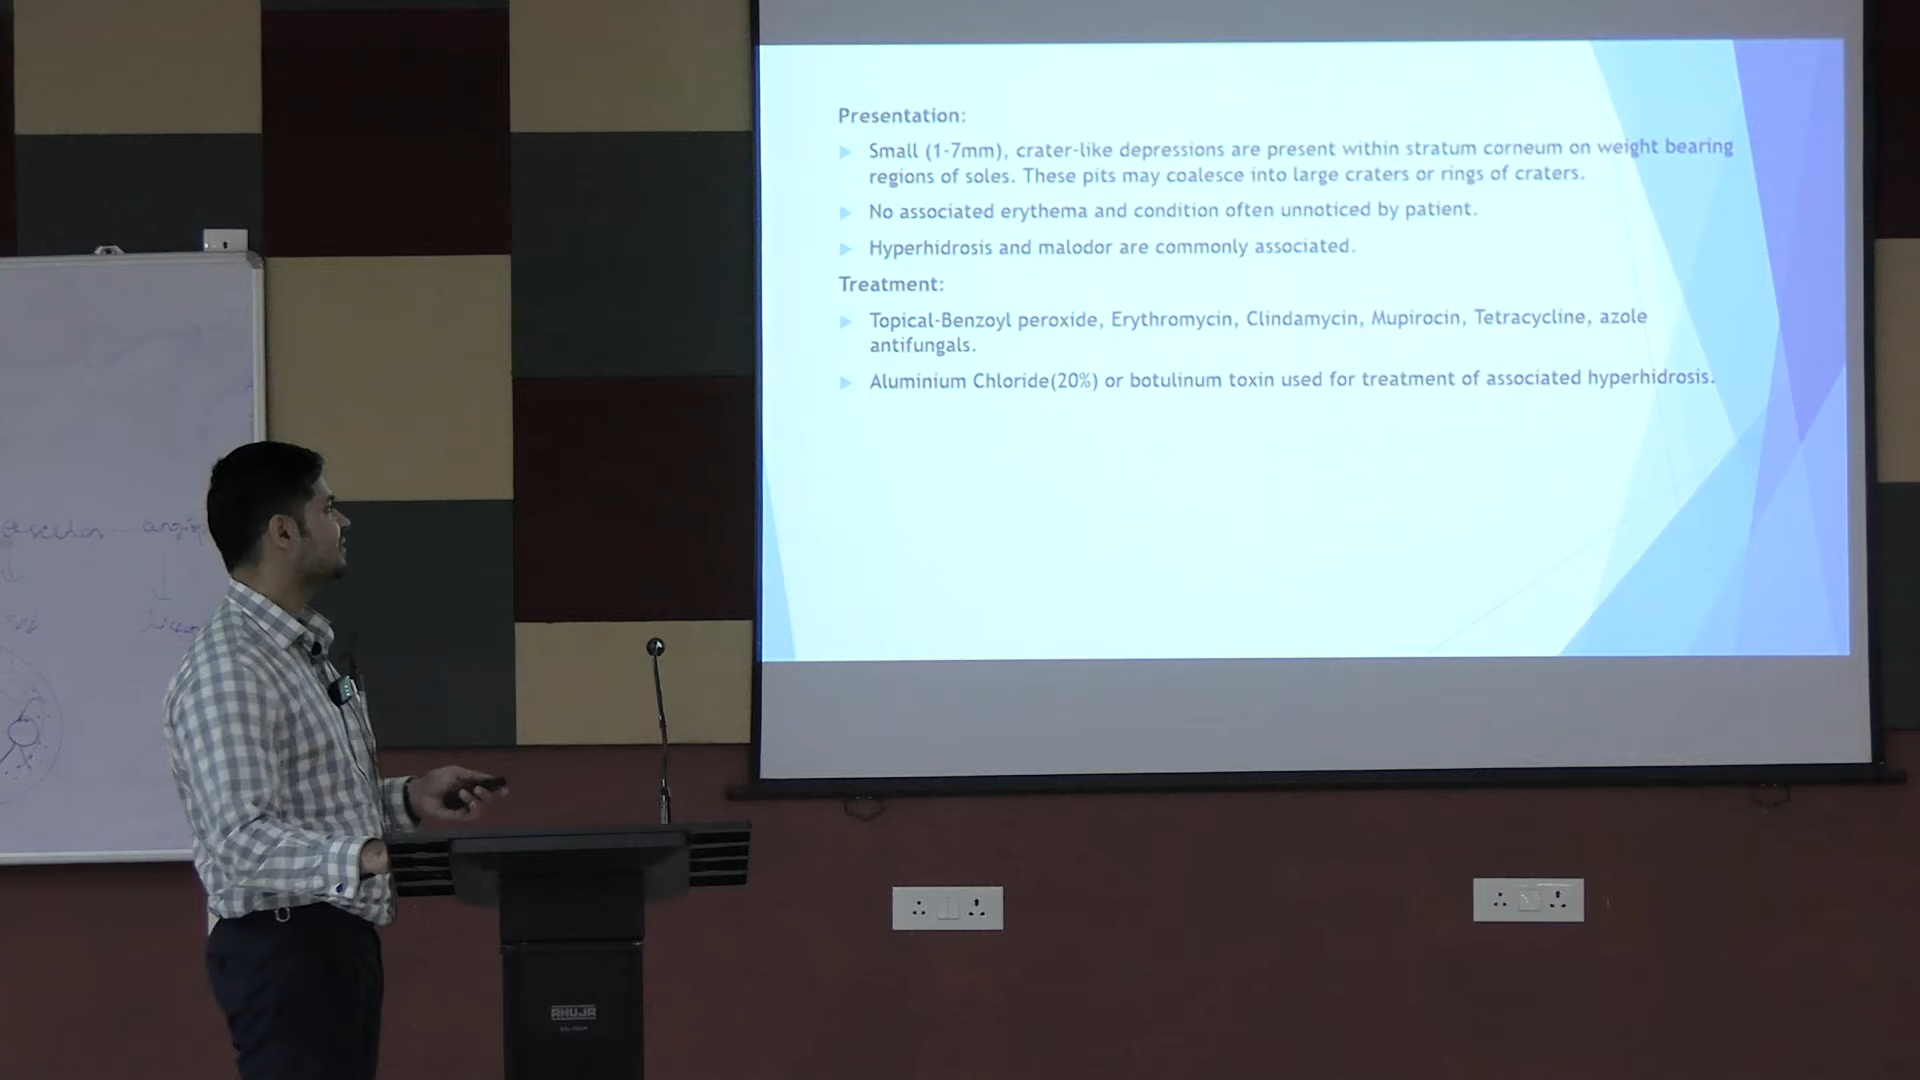 Presentation:
Small (1-7mm), crater-like depressions are present within stratum corneum on weight bearing
regions of soles. These pits may coalesce into large craters or rings of craters.
No associated erythema and condition often unnoticed by patient.
Hyperhidrosis and malodor are commonly associated.
Treatment:
Topical-Benzoyl peroxide, Erythromycin, Clindamycin, Mupirocin, Tetracycline, azole
antifungals.
Aluminium Chloride(20%) or botulinum toxin used for treatment of associated hyperhidrosis.
AHUJA